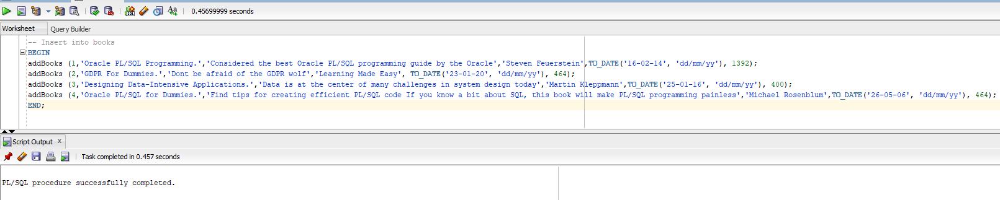 0.45699999 seconds
Worksheet Query Builder
-- Insert into books
BEGIN
addBooks (1,'Oracle PL/SQL Programming.','Considered the best Oracle PL/SQL programming guide by the Oracle','Steven Feuerstein',TO_DATE('16-02-14', 'dd/mm/yy'), 1392);
addBooks (2,'GDPR For Dummies.','Dont be afraid of the GDPR wolf','Learning Made Easy', TO_DATE('23-01-20', 'dd/mm/yy'), 464);
addBooks (3,'Designing Data-Intensive Applications.','Data is at the center of many challenges in system design today','Martin Kleppmann',TO_DATE('25-01-16', 'dd/mm/yy'), 400);
addBooks (4,'Oracle PL/SQL for Dummies.','Find tips for creating efficient PL/SQL code If you know a bit about SQL, this book will make PL/SQL programming painless','Michael Rosenblum',TO_DATE('26-05-06', 'dd/mm/yy'), 464);
END;
Script Output x
Task completed in 0.457 seconds
PL/SQL procedure successfully completed.